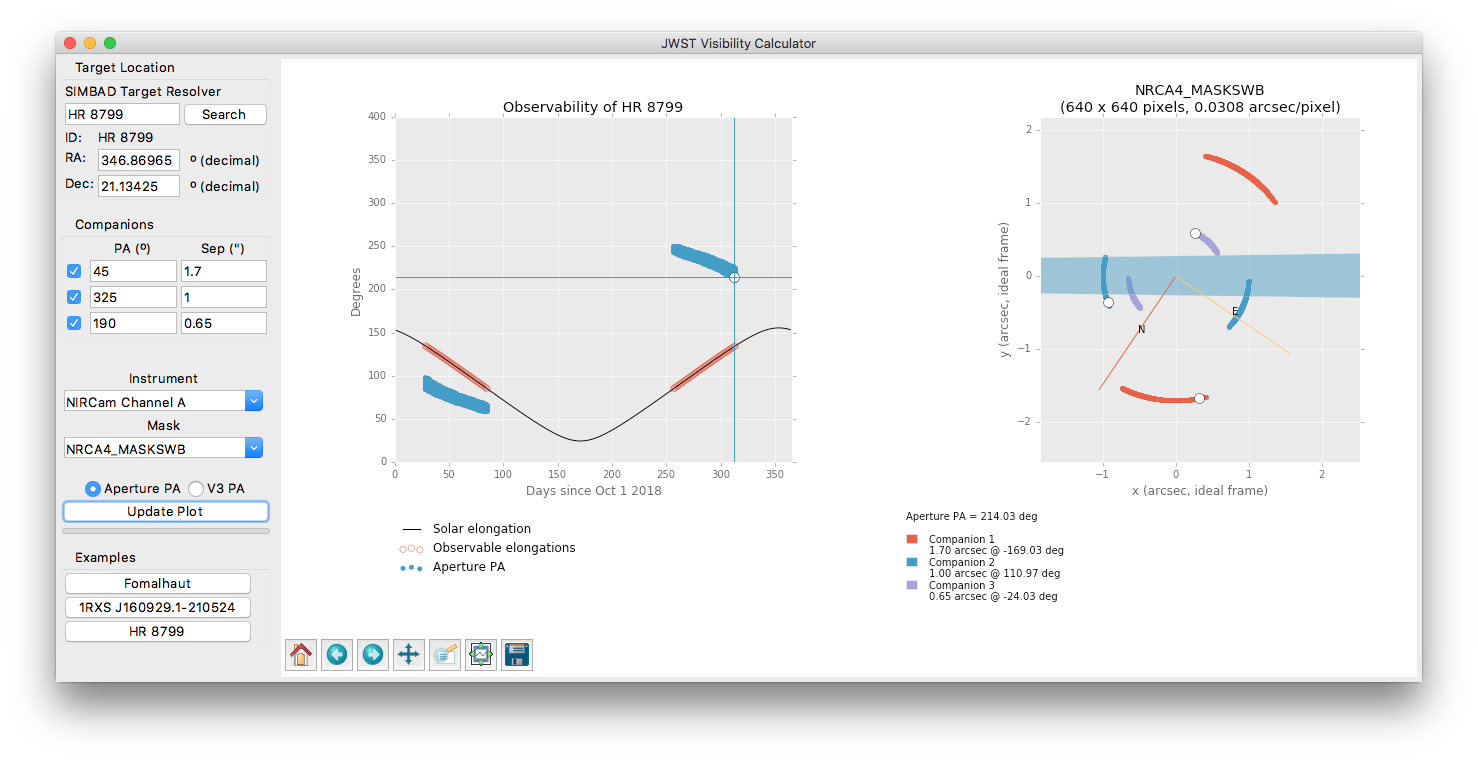 JWST Visibility Calculator
Target Location
SIMBAD Target Resolver
HR 8799 Search
ID: HR 8799
RA: 346.86965 º (decimal)
Dec: 21.13425 º (decimal)
Companions
PA (º) Sep (")
45 1.7
325 1
190 0.65
Instrument
NIRCam Channel A
Mask
NRCA4_MASKSWB
Aperture PA V3 PA
Update Plot
Examples
Fomalhaut
1RXS J160929.1-210524
HR 8799
Observability of HR 8799
400
350
300
250
200
150
100
50
0
Degrees
0 50 100 150 200 250 300 350
Days since Oct 1 2018
Solar elongation
Observable elongations
Aperture PA
NRCA4_MASKSWB
(640 x 640 pixels, 0.0308 arcsec/pixel)
2
1
0
−1
−2
y (arcsec, ideal frame)
N
E
−1 0 1 2
x (arcsec, ideal frame)
Aperture PA = 214.03 deg
Companion 1
1.70 arcsec @ -169.03 deg
Companion 2
1.00 arcsec @ 110.97 deg
Companion 3
0.65 arcsec @ -24.03 deg